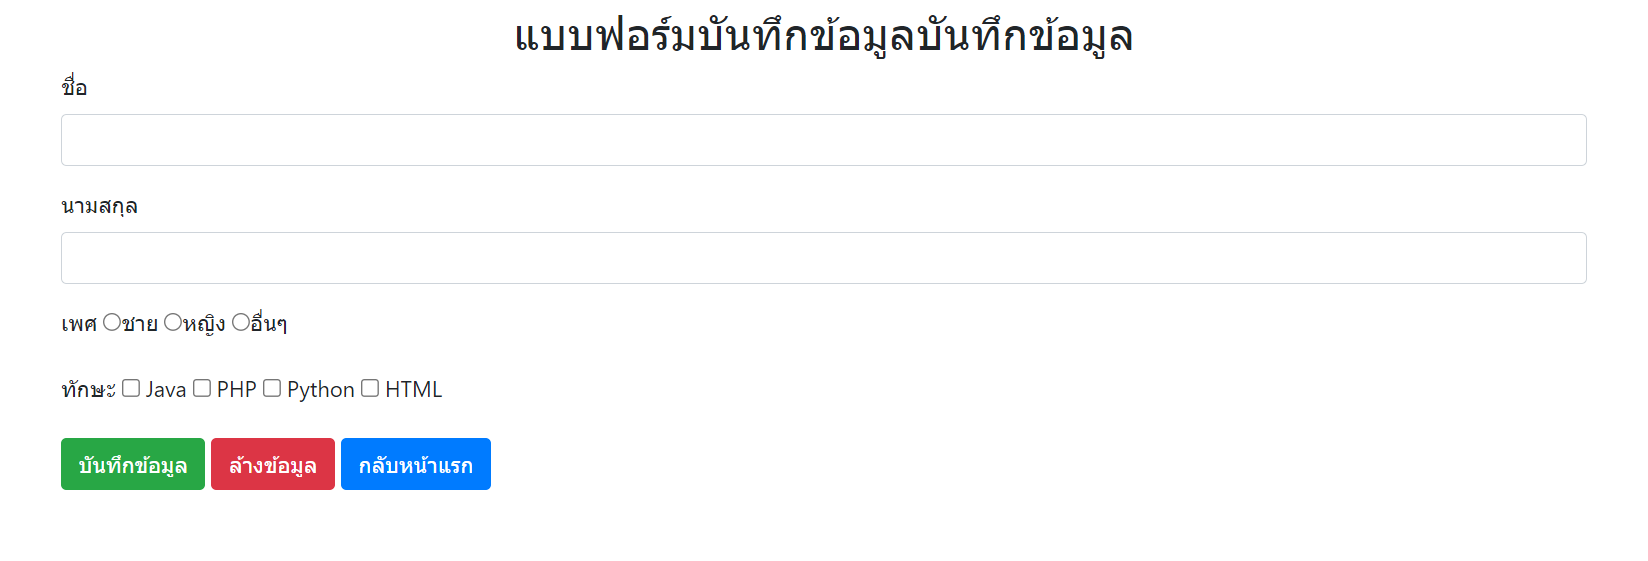 แบบฟอร์มบันทึกข้อมูลบันทึกข้อมูล
ชื่อ
นามสกุล
เพศ ชาย หญิง อื่นๆ
ทักษะ Java PHP Python HTML
บันทึกข้อมูล ล้างข้อมูล กลับหน้าแรก